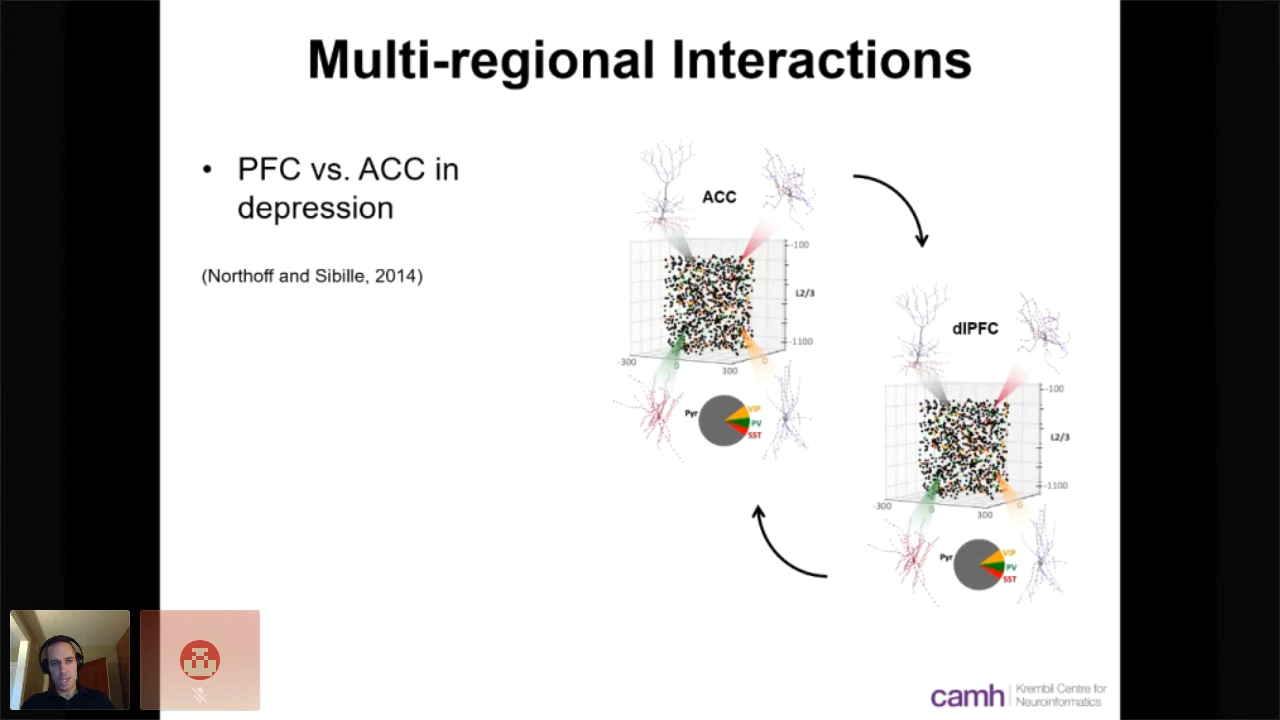 Multi-regional Interactions
• PFC vs. ACC in
depression
(Northoff and Sibille, 2014)
ACC
-100
L2/3
-1100
-300
0
300
0
Pyr
VIP
PV
SST
dlPFC
-100
L2/3
-1100
-300
0
300
0
Pyr
VIP
PV
SST
camh
Krembil Centre for
Neuroinformatics